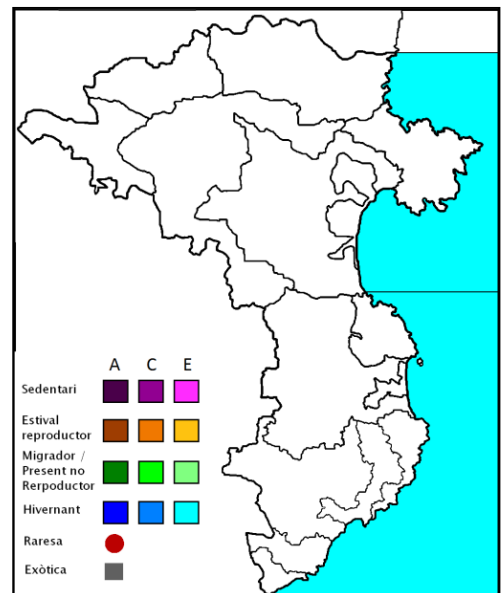 A C E
Sedentari
Estival
reproductor
Migrador /
Present no
Rerpoductor
Hivernant
Raresa
Exòtica